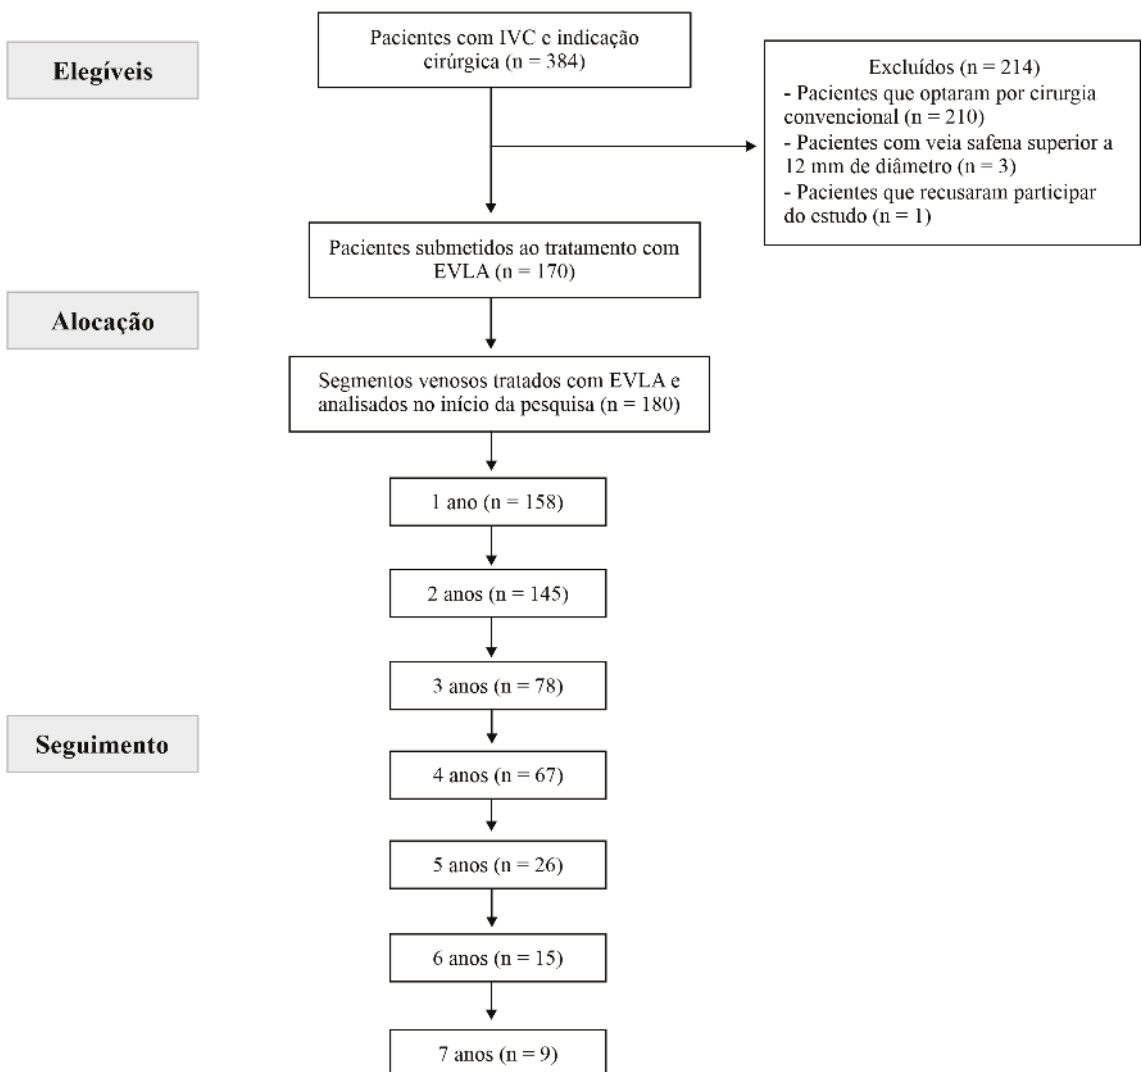 Elegíveis
Pacientes com IVC e indicação
cirúrgica (n = 384)
Excluídos (n = 214)
- Pacientes que optaram por cirurgia
convencional (n = 210)
- Pacientes com veia safena superior a
12 mm de diâmetro (n = 3)
- Pacientes que recusaram participar
do estudo (n = 1)
Pacientes submetidos ao tratamento com
EVLA (n = 170)
Alocação
Segmentos venosos tratados com EVLA e
analisados no início da pesquisa (n = 180)
1 ano (n = 158)
2 anos (n = 145)
3 anos (n = 78)
Seguimento
4 anos (n = 67)
5 anos (n = 26)
6 anos (n = 15)
7 anos (n = 9)